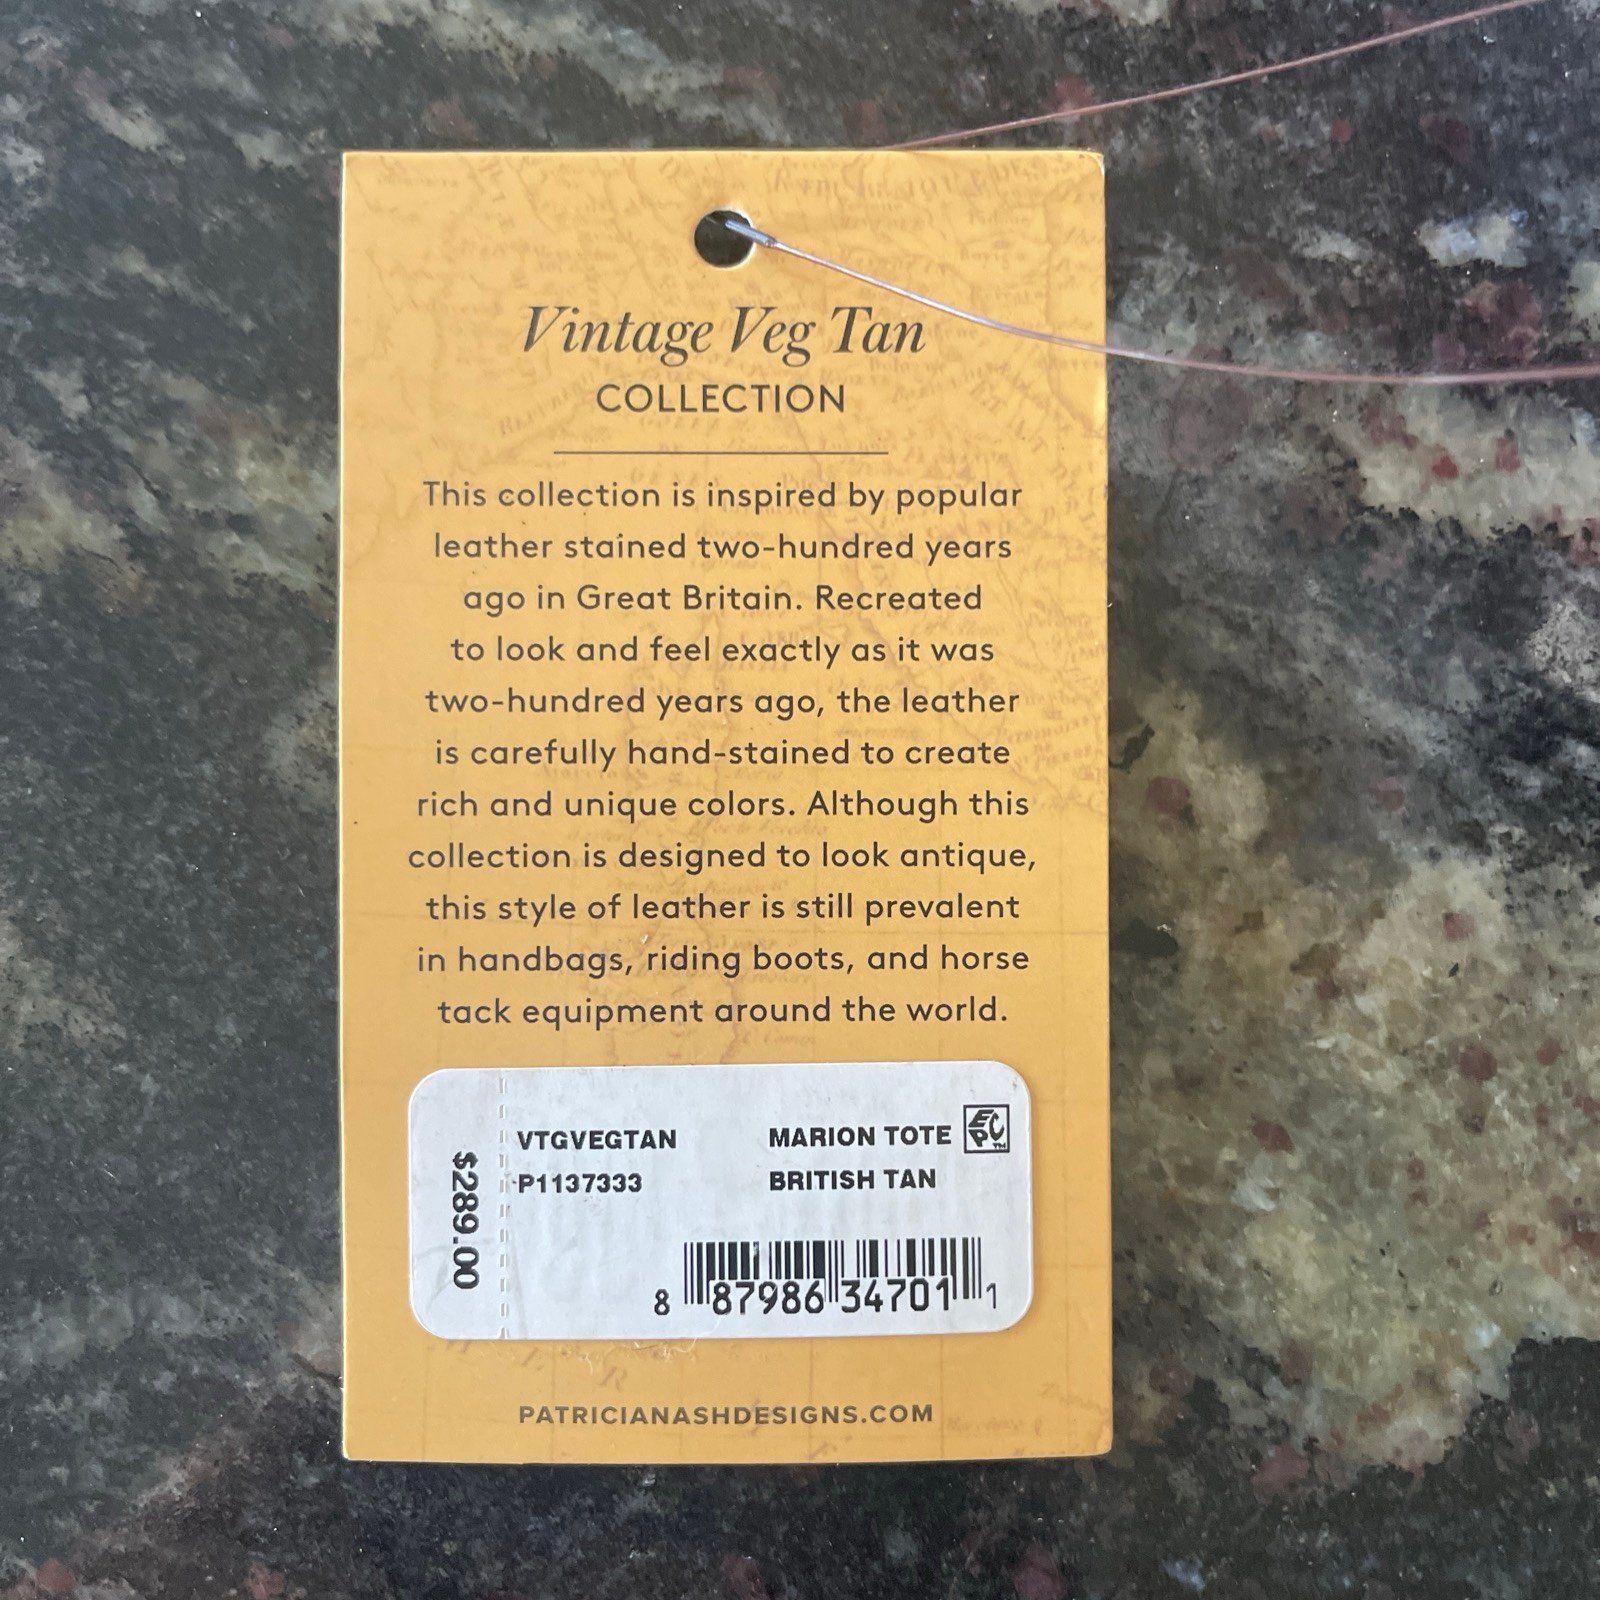 Vintage Veg Tan
COLLECTION
This collection is inspired by popular
leather stained two-hundred years
ago in Great Britain. Recreated
to look and feel exactly as it was
two-hundred years ago, the leather
is carefully hand-stained to create
rich and unique colors. Although this
collection is designed to look antique,
this style of leather is still prevalent
in handbags, riding boots, and horse
tack equipment around the world.
$289.00
VTGVEGTAN
P1137333
MARION TOTE
BRITISH TAN
EPC™
8 87986 34701 1
PATRICIANASHDESIGNS.COM